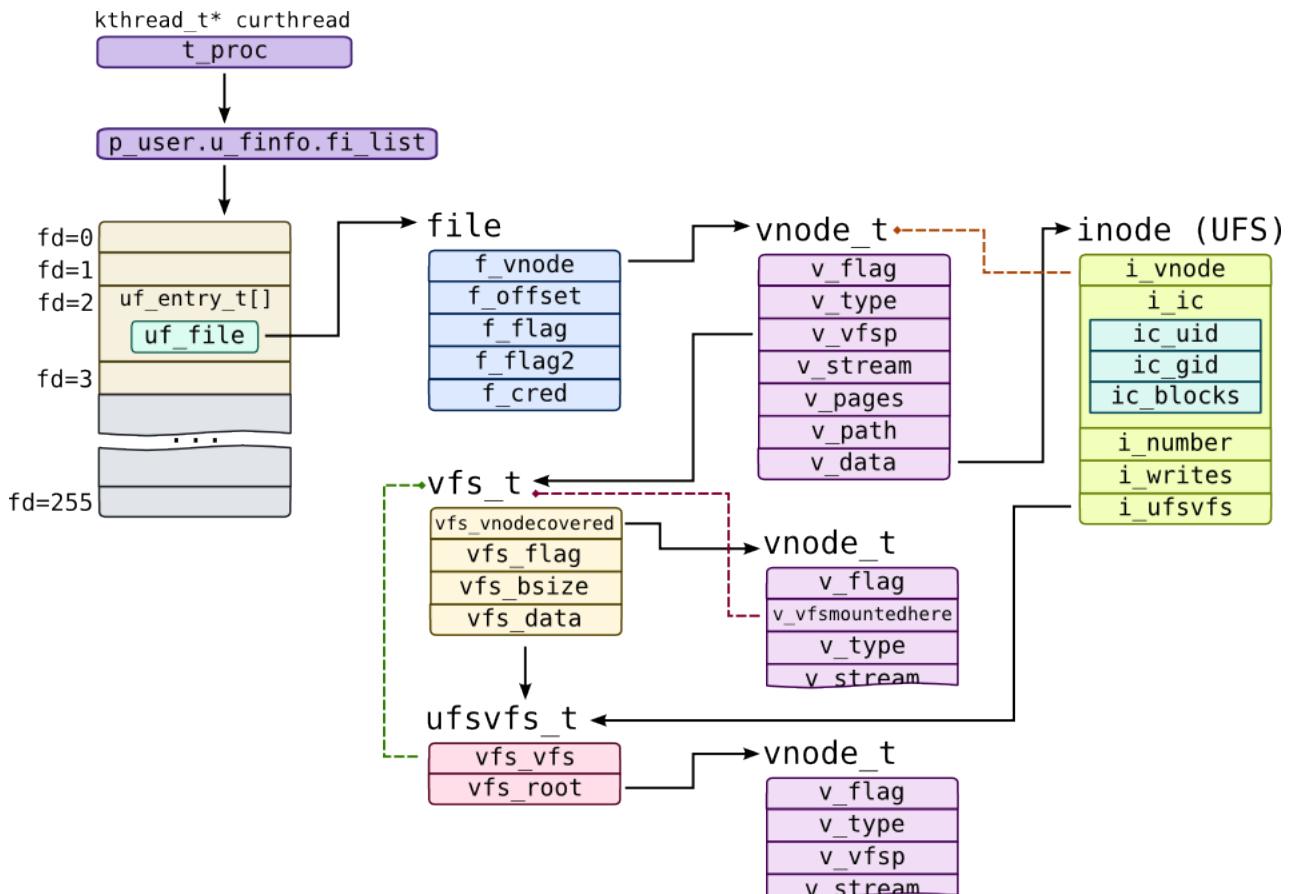 kthread_t* curthread
t_proc
p_user.u_finfo.fi_list
fd=0
fd=1
fd=2
uf_entry_t[]
uf_file
fd=3
...
fd=255
file
f_vnode
f_offset
f_flag
f_flag2
f_cred
vnode_t
v_flag
v_type
v_vfsp
v_stream
v_pages
v_path
v_data
inode (UFS)
i_vnode
i_ic
ic_uid
ic_gid
ic_blocks
i_number
i_writes
i_ufsvfs
vfs_t
vfs_vnodecovered
vfs_flag
vfs_bsize
vfs_data
vnode_t
v_flag
v_vfsmountedhere
v_type
v_stream
ufsvfs_t
vfs_vfs
vfs_root
vnode_t
v_flag
v_type
v_vfsp
v_stream